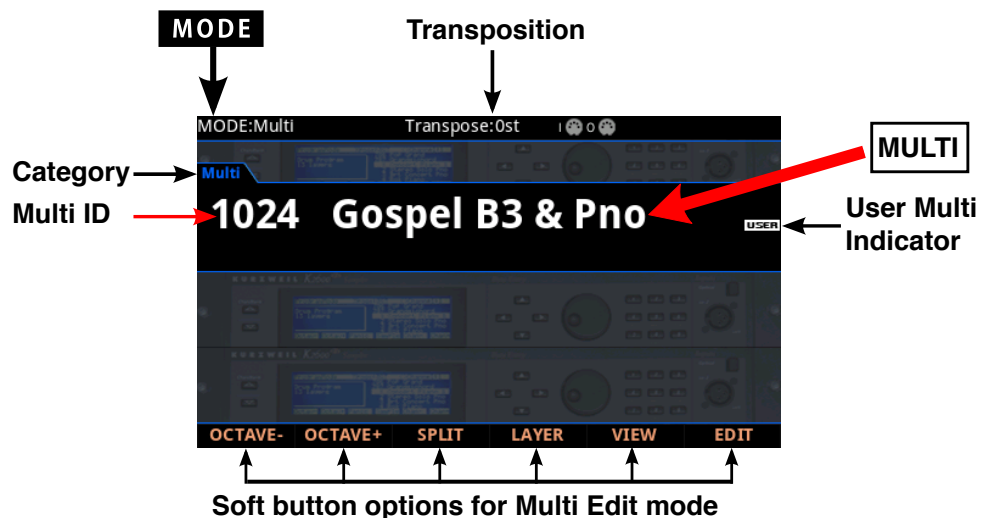 MODE
Transposition
MODE:Multi Transpose:0st I O
MULTI
Category
Multi
Multi ID
1024 Gospel B3 & Pno
USER
User Multi
Indicator
OCTAVE- OCTAVE+ SPLIT LAYER VIEW EDIT
Soft button options for Multi Edit mode